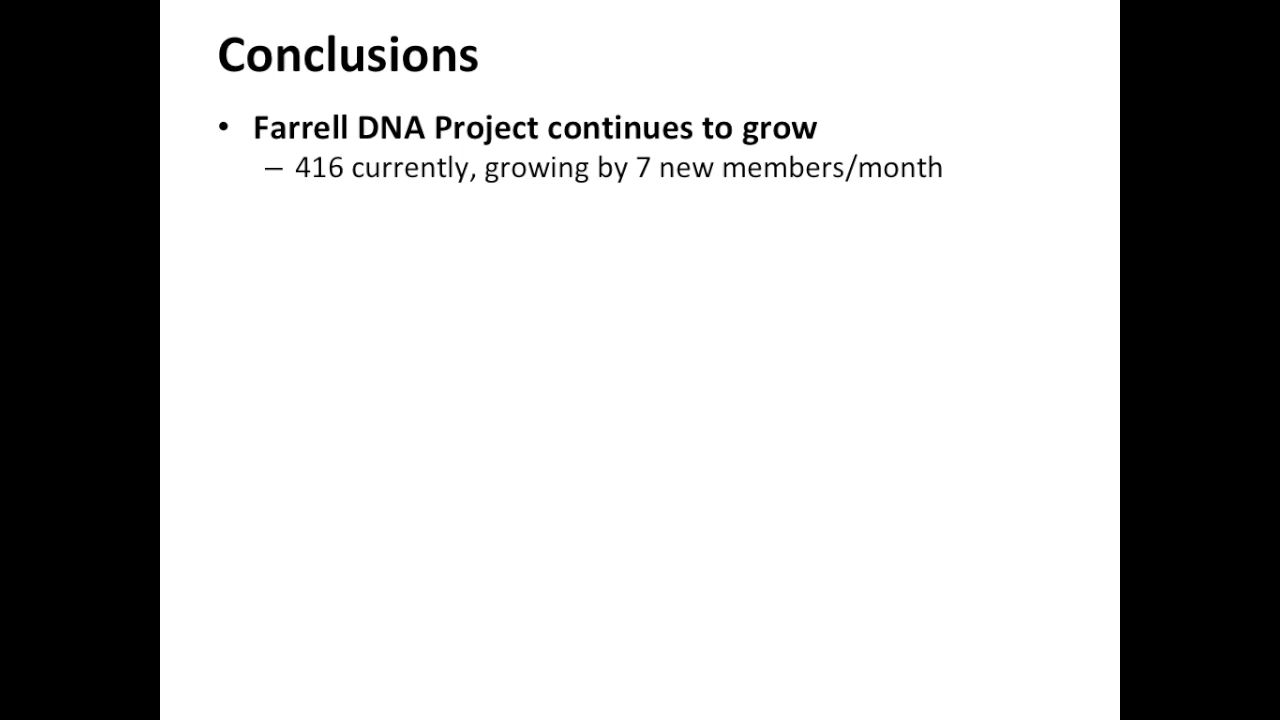 Conclusions
• Farrell DNA Project continues to grow
– 416 currently, growing by 7 new members/month